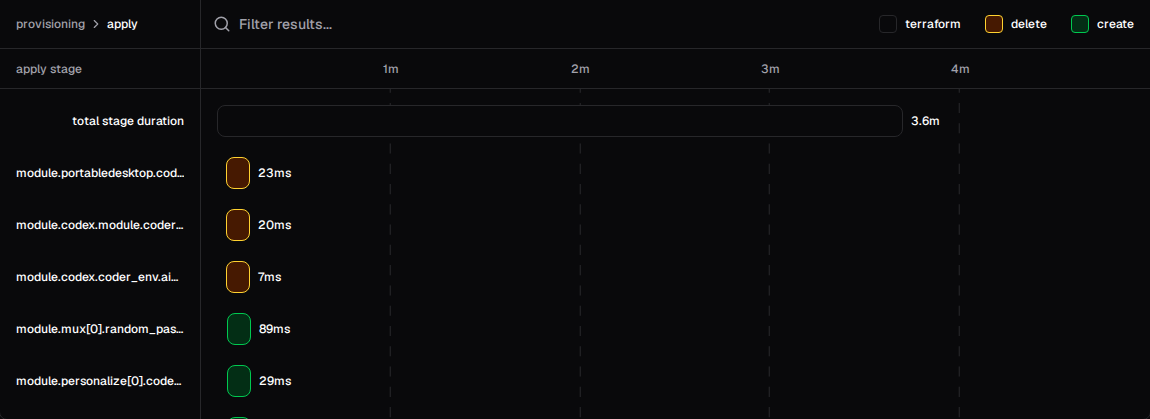 provisioning > apply
Filter results...
terraform
delete
create
apply stage
1m
2m
3m
4m
total stage duration
3.6m
module.portabledesktop.cod...
23ms
module.codex.module.coder...
20ms
module.codex.coder_env.ai...
7ms
module.mux[0].random_pas...
89ms
module.personalize[0].code...
29ms